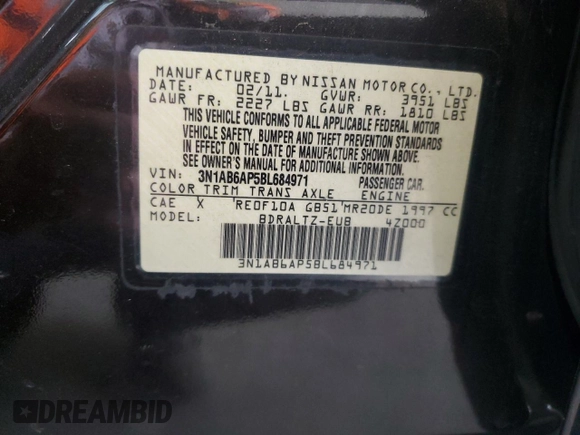 MANUFACTURED BY NISSAN MOTOR CO., LTD.
DATE: 02/11. GVWR: 3951 LBS
GAWR FR: 2227 LBS GAWR RR: 1810 LBS
THIS VEHICLE CONFORMS TO ALL APPLICABLE FEDERAL MOTOR
VEHICLE SAFETY, BUMPER AND THEFT PREVENTION STANDARDS
IN EFFECT ON THE DATE OF MANUFACTURE SHOWN ABOVE.
SEE OWNER'S MANUAL FOR ADDITIONAL INFORMATION.
VIN: 3N1AB6AP5BL684971 PASSENGER CAR.
COLOR TRIM TRANS AXLE ENGINE
CAE X RE0F10A GB51 MR20DE 1997 CC
BDRALTZ-EUB 4Z000
3N1AB6AP5BL684971
DREAMBID